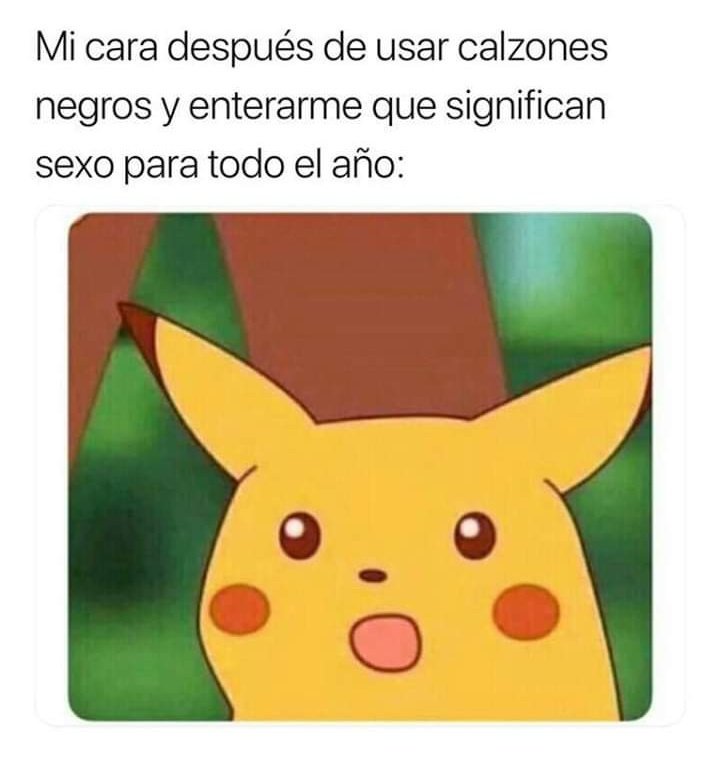 Mi cara después de usar calzones
negros y enterarme que significan
sexo para todo el año: